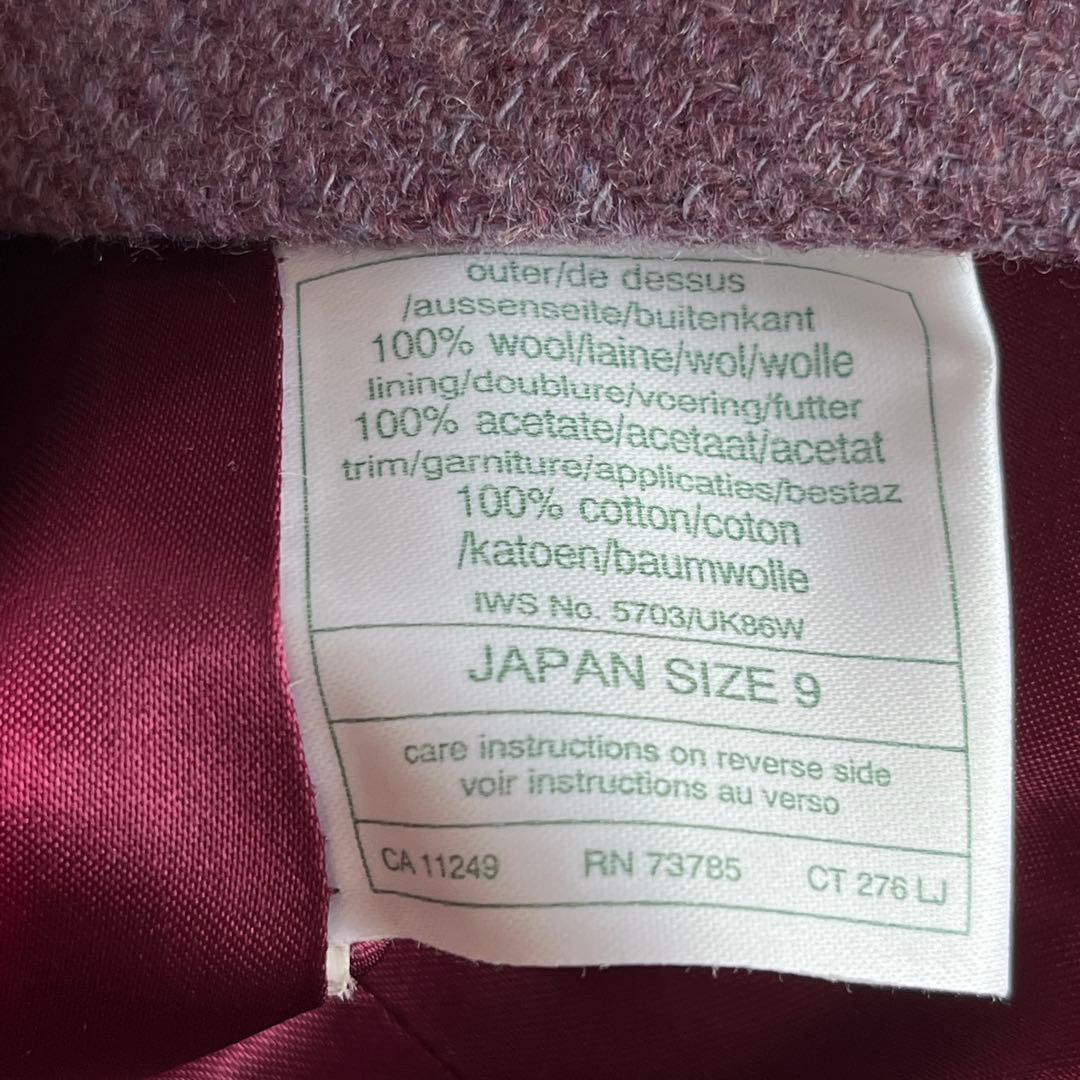 outer/de dessus
/aussenseite/buitenkant
100% wool/laine/wol/wolle
lining/doublure/voering/futter
100% acetate/acetaat/acetat
trim/garniture/applicaties/bestaz
100% cotton/coton
/katoen/baumwolle
IWS No. 5703/UK86W
JAPAN SIZE 9
care instructions on reverse side
voir instructions au verso
CA 11249 RN 73785 CT 276 LJ